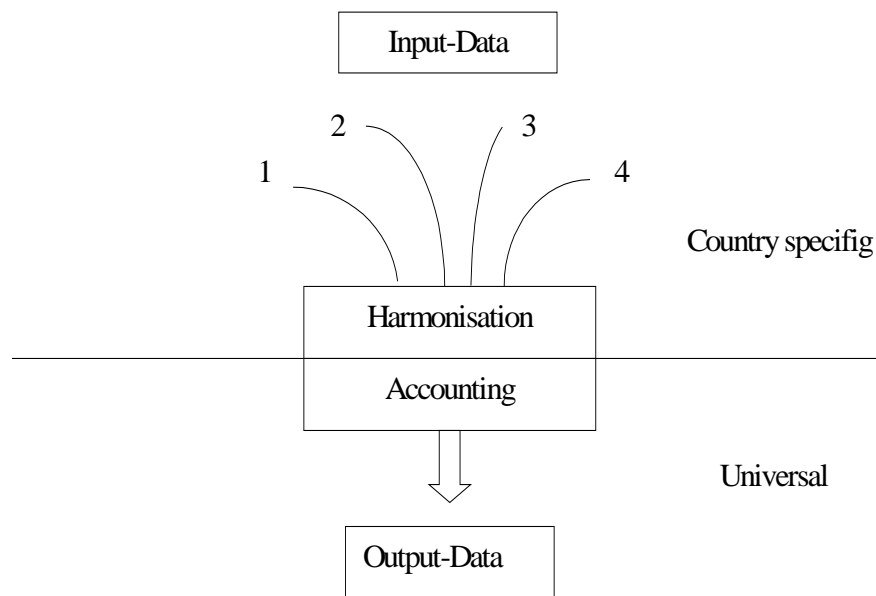 Input-Data
2
3
1
4
Country specifig
Harmonisation
Accounting
Universal
Output-Data